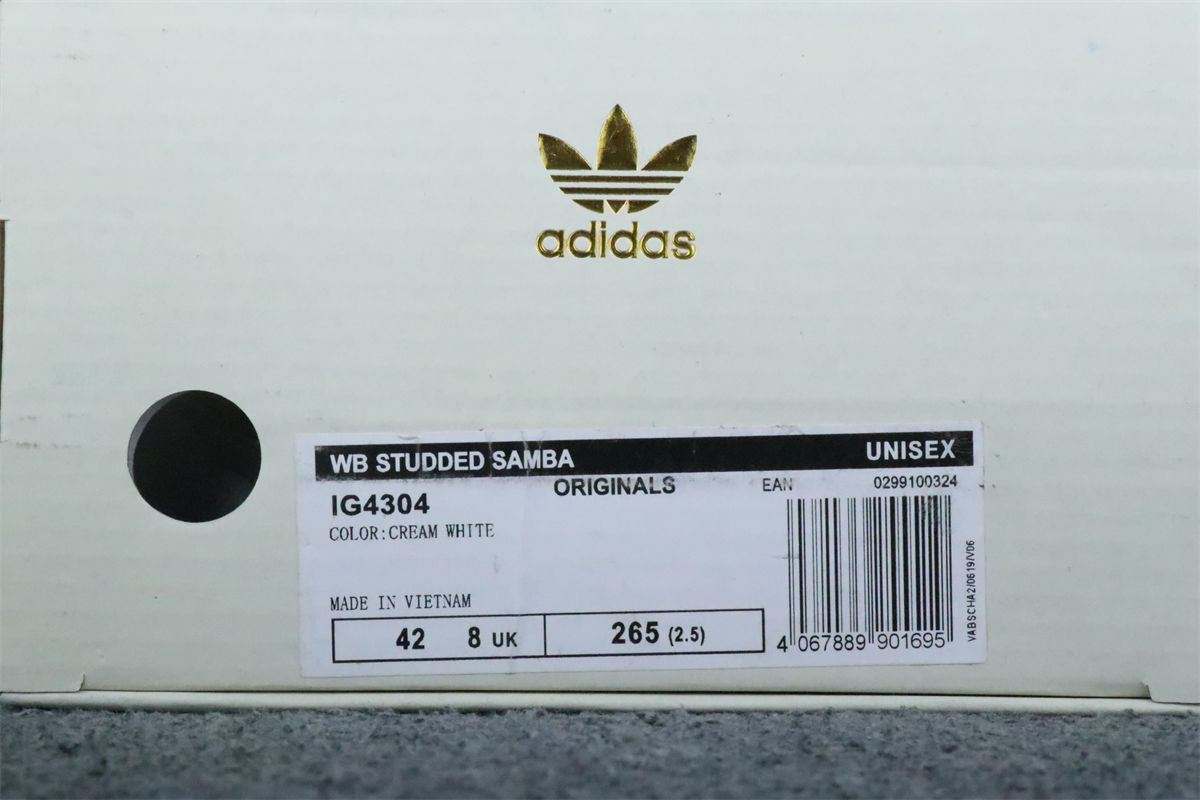 adidas
WB STUDDED SAMBA UNISEX
IG4304 ORIGINALS EAN 0299100324
COLOR:CREAM WHITE
MADE IN VIETNAM
42 8 UK 265 (2.5)
4 067889 901695
VABSCHA2/0619/V06